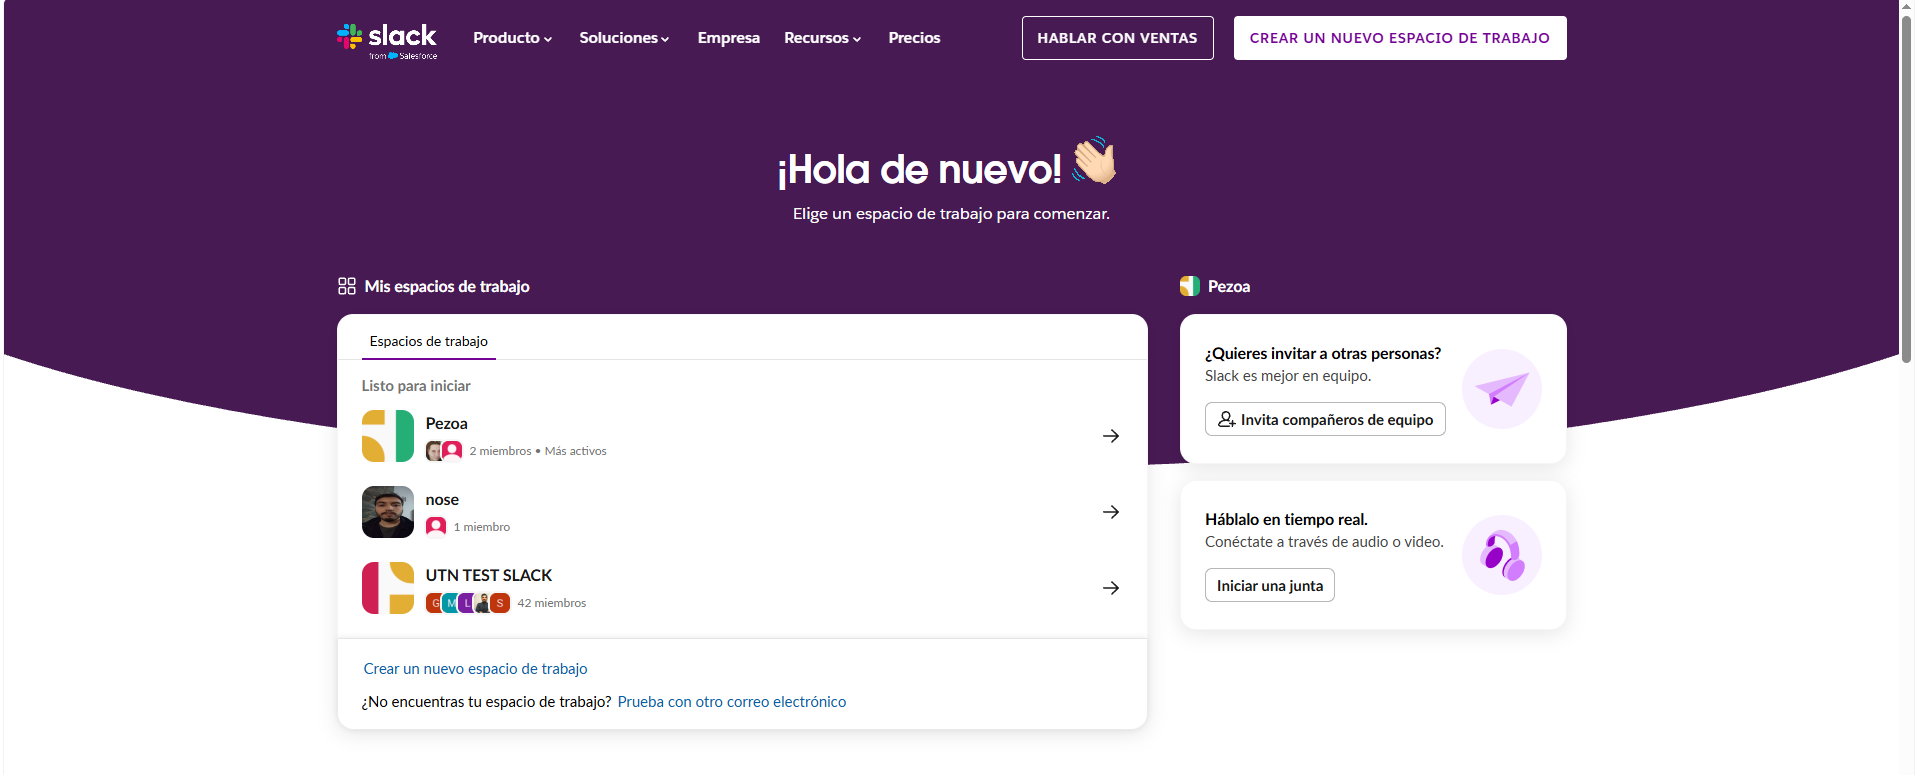 slack
from Salesforce
Producto
Soluciones
Empresa
Recursos
Precios
HABLAR CON VENTAS
CREAR UN NUEVO ESPACIO DE TRABAJO
¡Hola de nuevo!
Elige un espacio de trabajo para comenzar.
Mis espacios de trabajo
Espacios de trabajo
Listo para iniciar
Pezoa
2 miembros • Más activos
nose
1 miembro
UTN TEST SLACK
G M L S 42 miembros
Crear un nuevo espacio de trabajo
¿No encuentras tu espacio de trabajo? Prueba con otro correo electrónico
Pezoa
¿Quieres invitar a otras personas?
Slack es mejor en equipo.
Invita compañeros de equipo
Háblalo en tiempo real.
Conéctate a través de audio o video.
Iniciar una junta